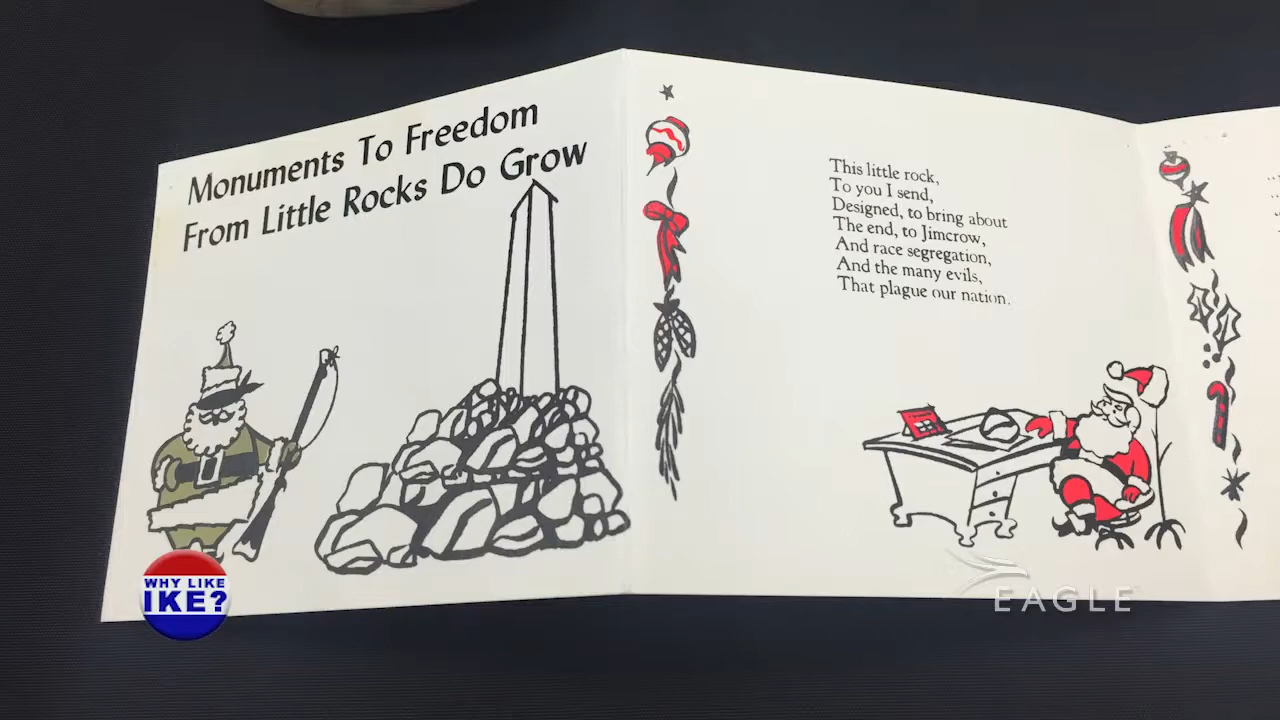 Monuments To Freedom
From Little Rocks Do Grow
This little rock,
To you I send,
Designed, to bring about
The end, to Jimcrow,
And race segregation,
And the many evils,
That plague our nation.
WHY LIKE
IKE?
EAGLE